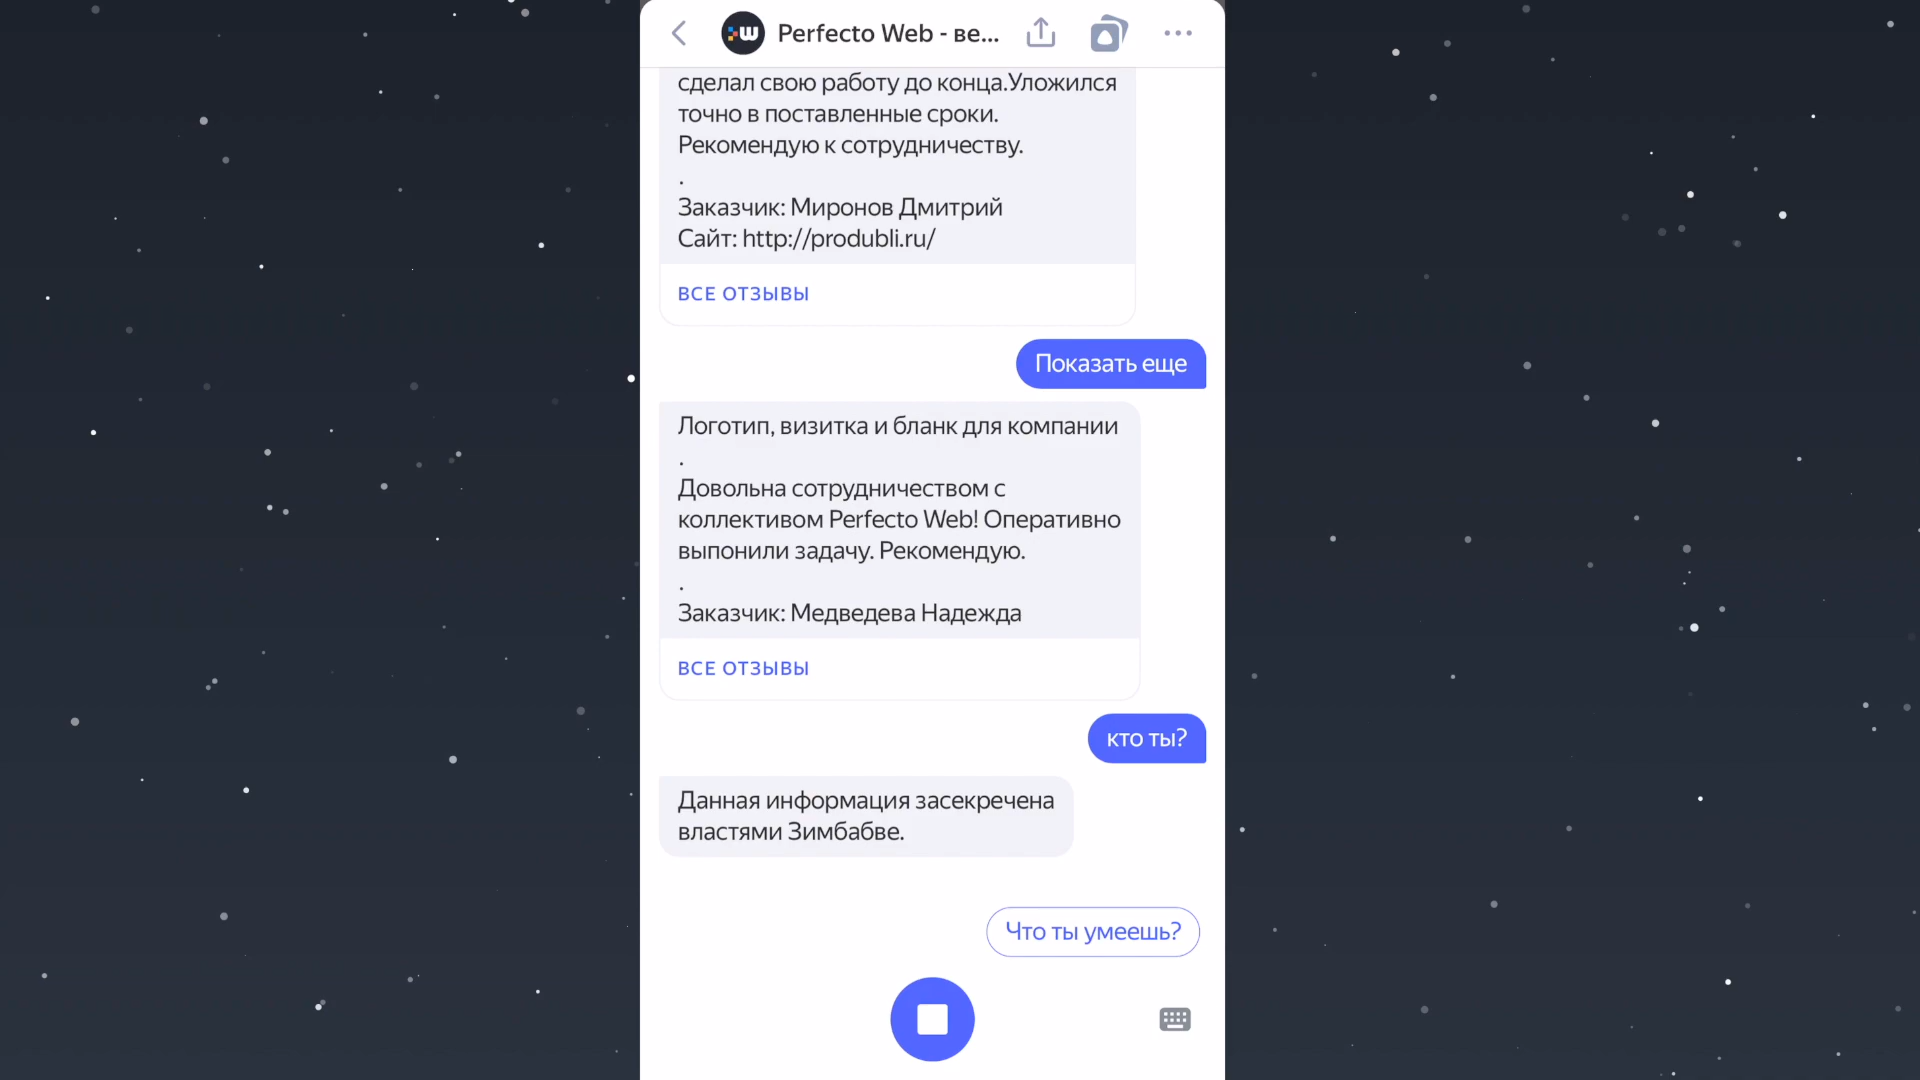 Perfecto Web - ве...
сделал свою работу до конца.Уложился
точно в поставленные сроки.
Рекомендую к сотрудничеству.
.
Заказчик: Миронов Дмитрий
Сайт: http://produbli.ru/
ВСЕ ОТЗЫВЫ
Показать еще
Логотип, визитка и бланк для компании
.
Довольна сотрудничеством с
коллективом Perfecto Web! Оперативно
выпонили задачу. Рекомендую.
.
Заказчик: Медведева Надежда
ВСЕ ОТЗЫВЫ
кто ты?
Данная информация засекречена
властями Зимбабве.
Что ты умеешь?